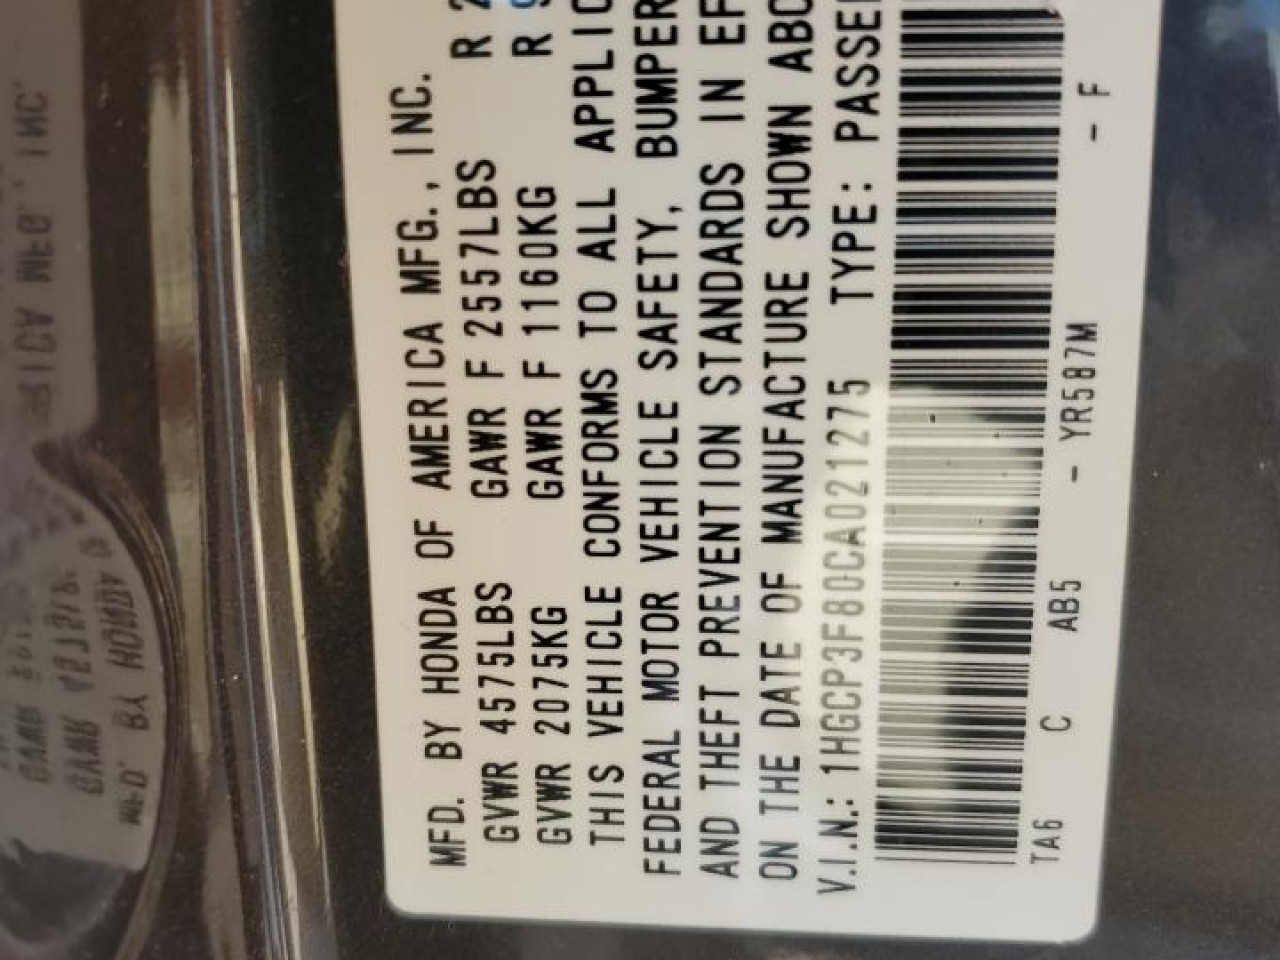 MFD. BY HONDA OF AMERICA MFG., INC.
GVWR 4575LBS GAWR F 2557LBS R 2
GVWR 2075KG GAWR F 1160KG R
THIS VEHICLE CONFORMS TO ALL APPLIC
FEDERAL MOTOR VEHICLE SAFETY, BUMPER
AND THEFT PREVENTION STANDARDS IN EF
ON THE DATE OF MANUFACTURE SHOWN ABO
V.I.N.: 1HGCP3F80CA021275 TYPE: PASSE
TA6 C AB5 - YR587M - F